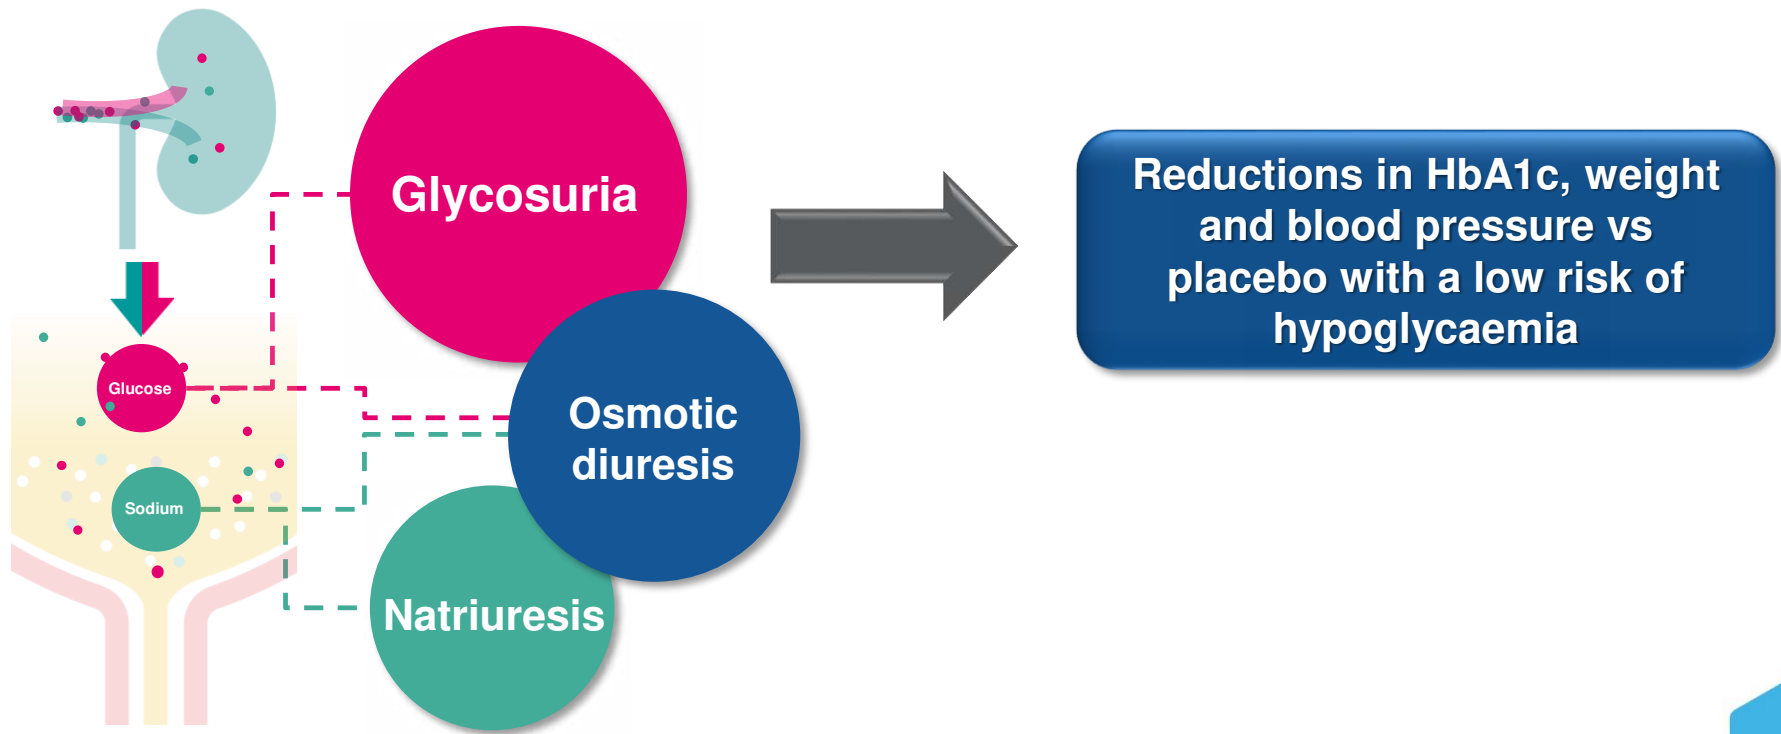 Glycosuria
Glucose
Osmotic
diuresis
Sodium
Natriuresis
Reductions in HbA1c, weight
and blood pressure vs
placebo with a low risk of
hypoglycaemia